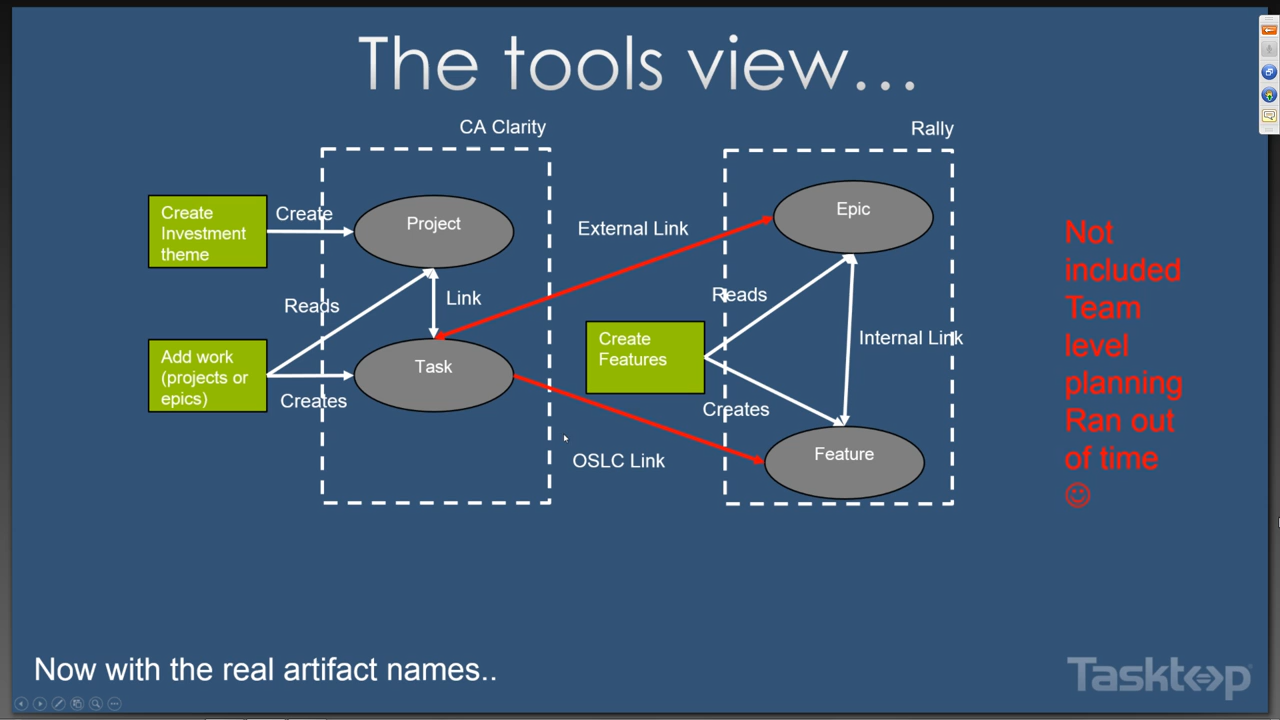 The tools view…
CA Clarity
Rally
Create
Investment
theme
Create
Project
External Link
Epic
Reads
Link
Reads
Add work
(projects or
epics)
Creates
Task
Create
Features
Internal Link
Creates
OSLC Link
Feature
Not
included
Team
level
planning
Ran out
of time
☺
Now with the real artifact names..
Tasktop